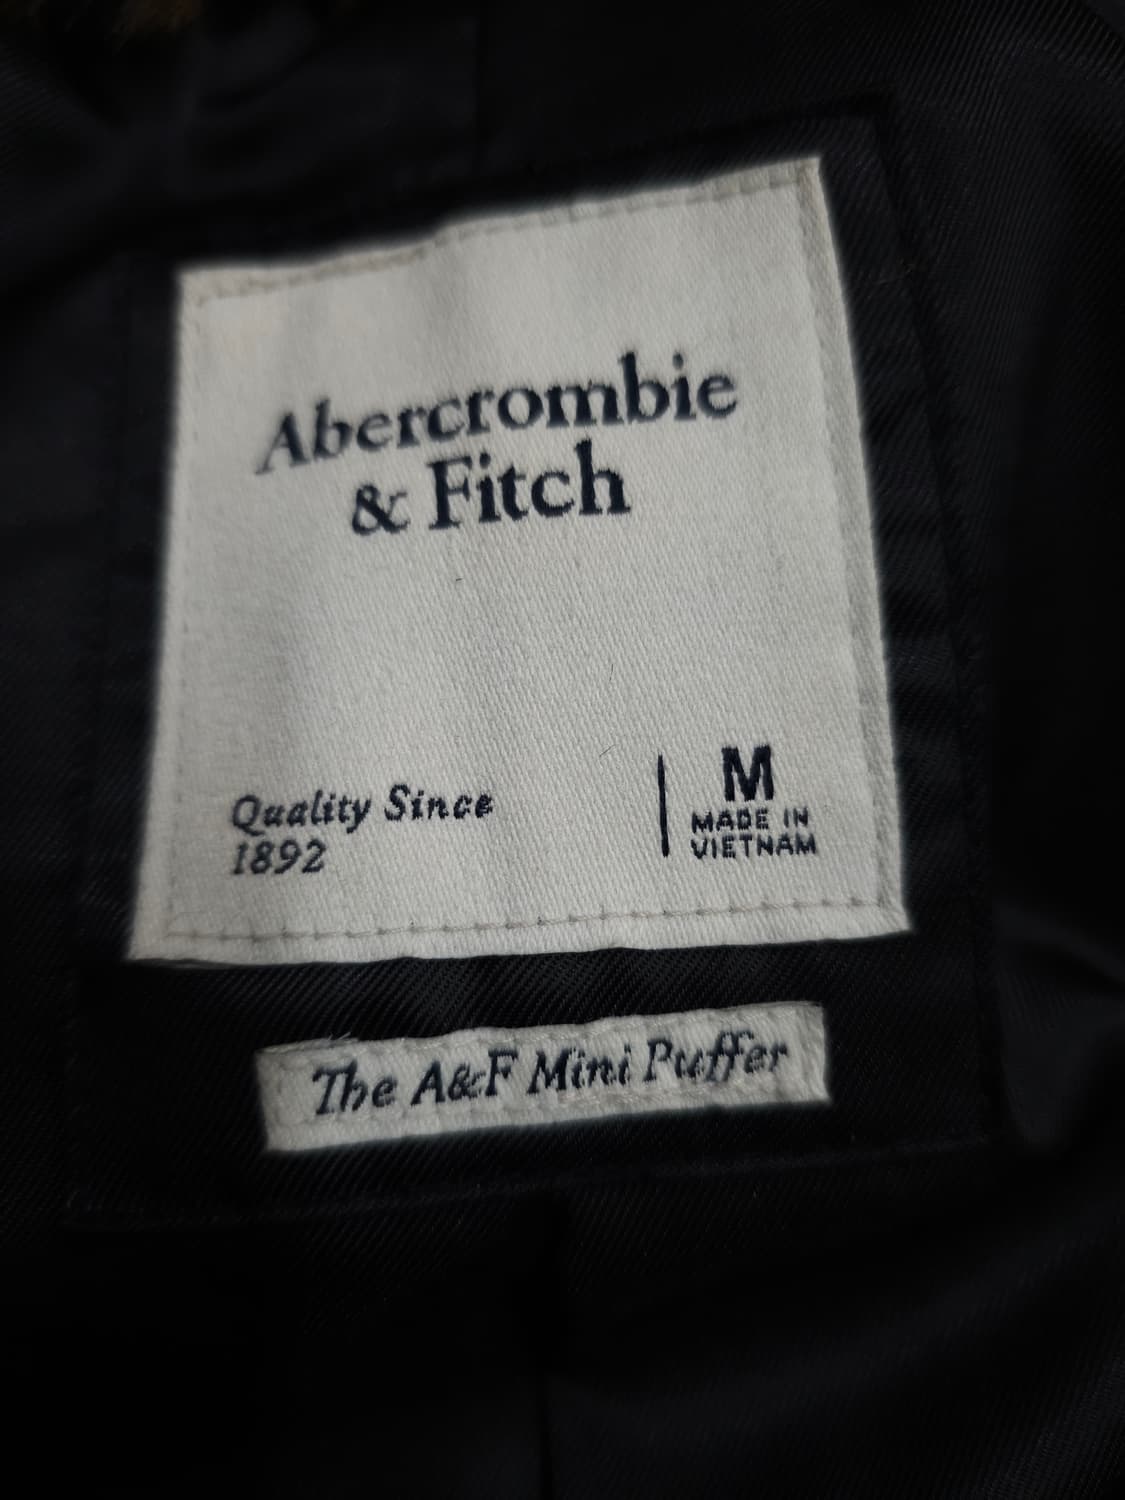 Abercrombie
& Fitch
Quality Since
1892
M
MADE IN
VIETNAM
The A&F Mini Puffer